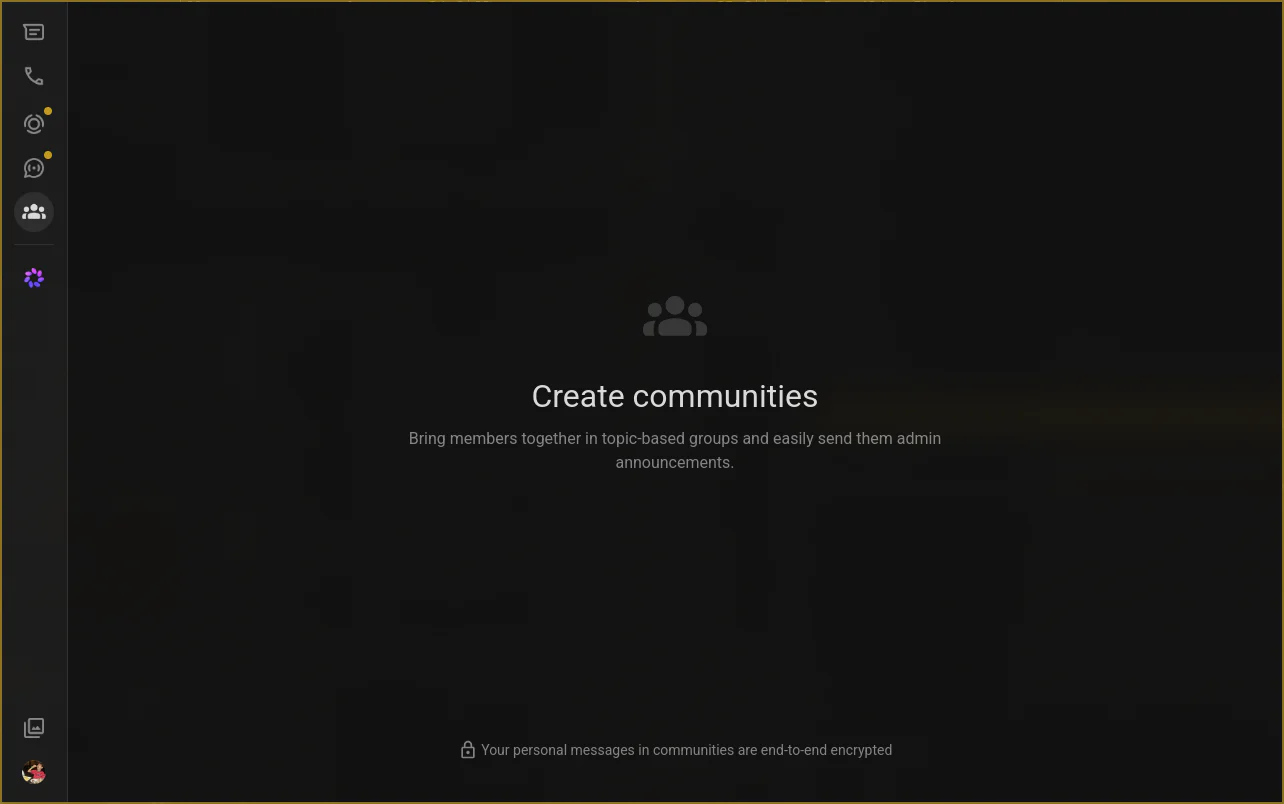 Create communities
Bring members together in topic-based groups and easily send them admin
announcements.
Your personal messages in communities are end-to-end encrypted